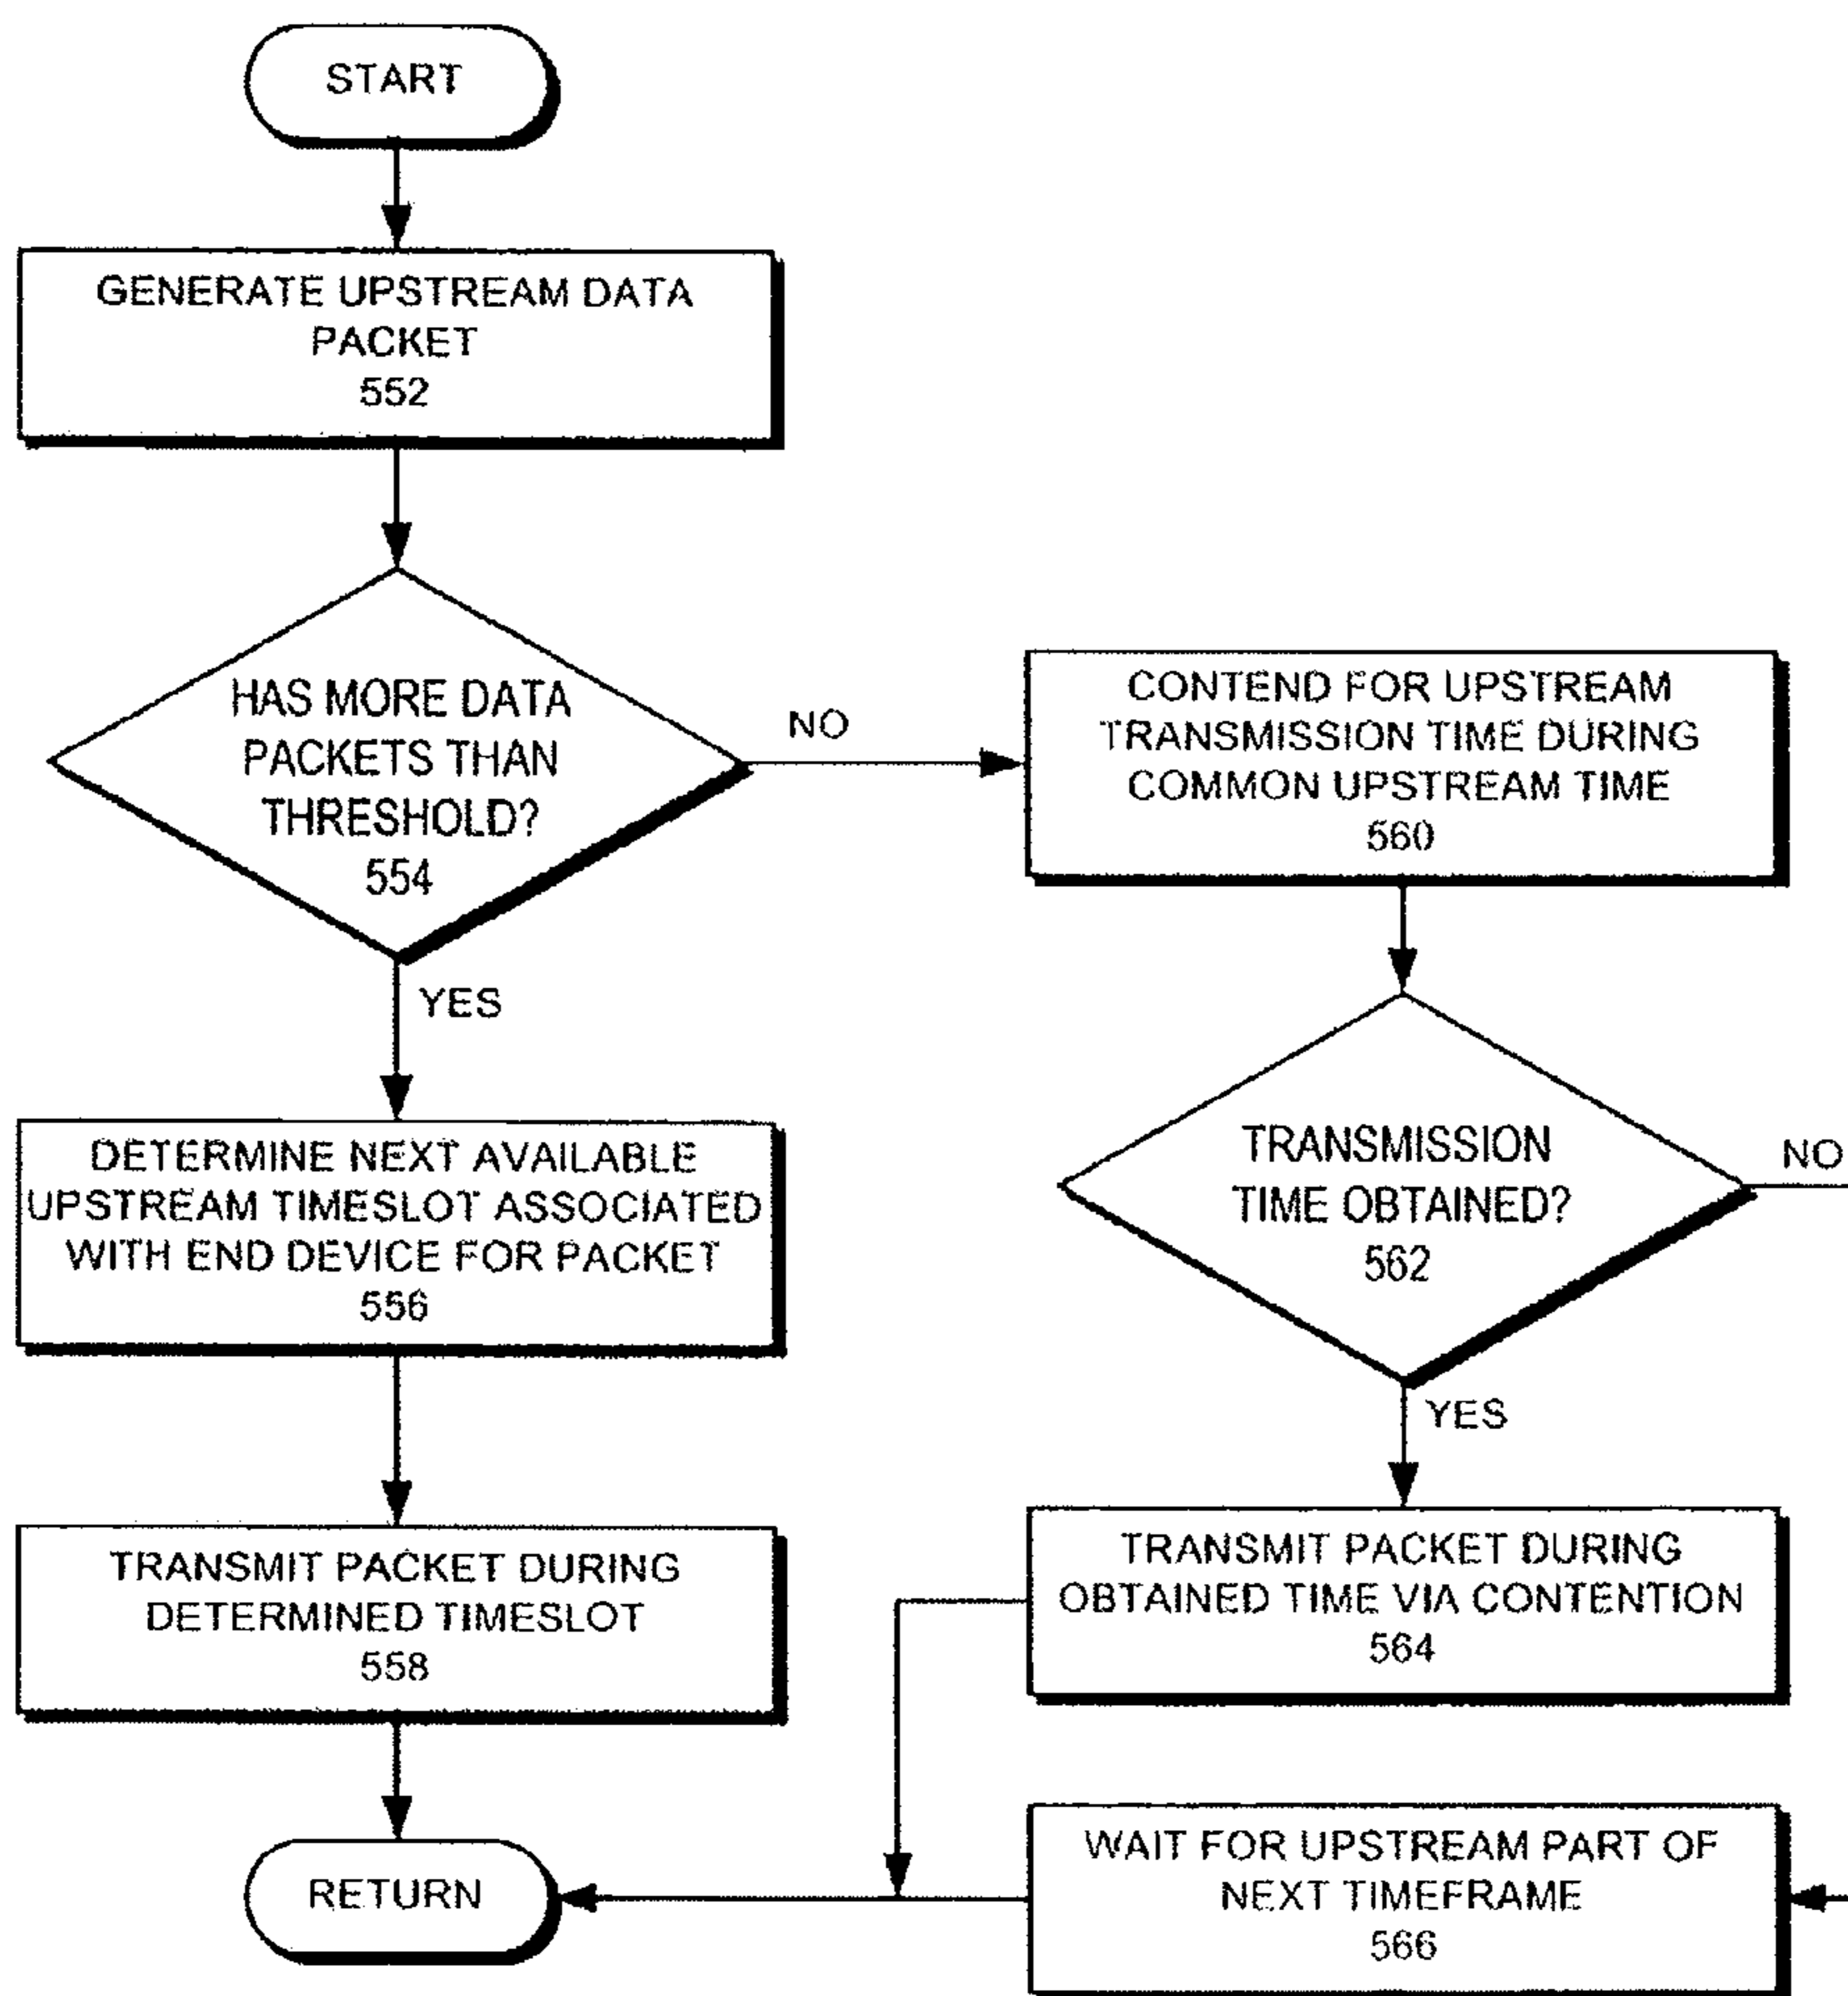 START
GENERATE UPSTREAM DATA
PACKET
552
HAS MORE DATA
PACKETS THAN
THRESHOLD?
554
NO
YES
CONTEND FOR UPSTREAM
TRANSMISSION TIME DURING
COMMON UPSTREAM TIME
560
TRANSMISSION
TIME OBTAINED?
562
NO
YES
DETERMINE NEXT AVAILABLE
UPSTREAM TIMESLOT ASSOCIATED
WITH END DEVICE FOR PACKET
556
TRANSMIT PACKET DURING
DETERMINED TIMESLOT
558
TRANSMIT PACKET DURING
OBTAINED TIME VIA CONTENTION
564
WAIT FOR UPSTREAM PART OF
NEXT TIMEFRAME
566
RETURN